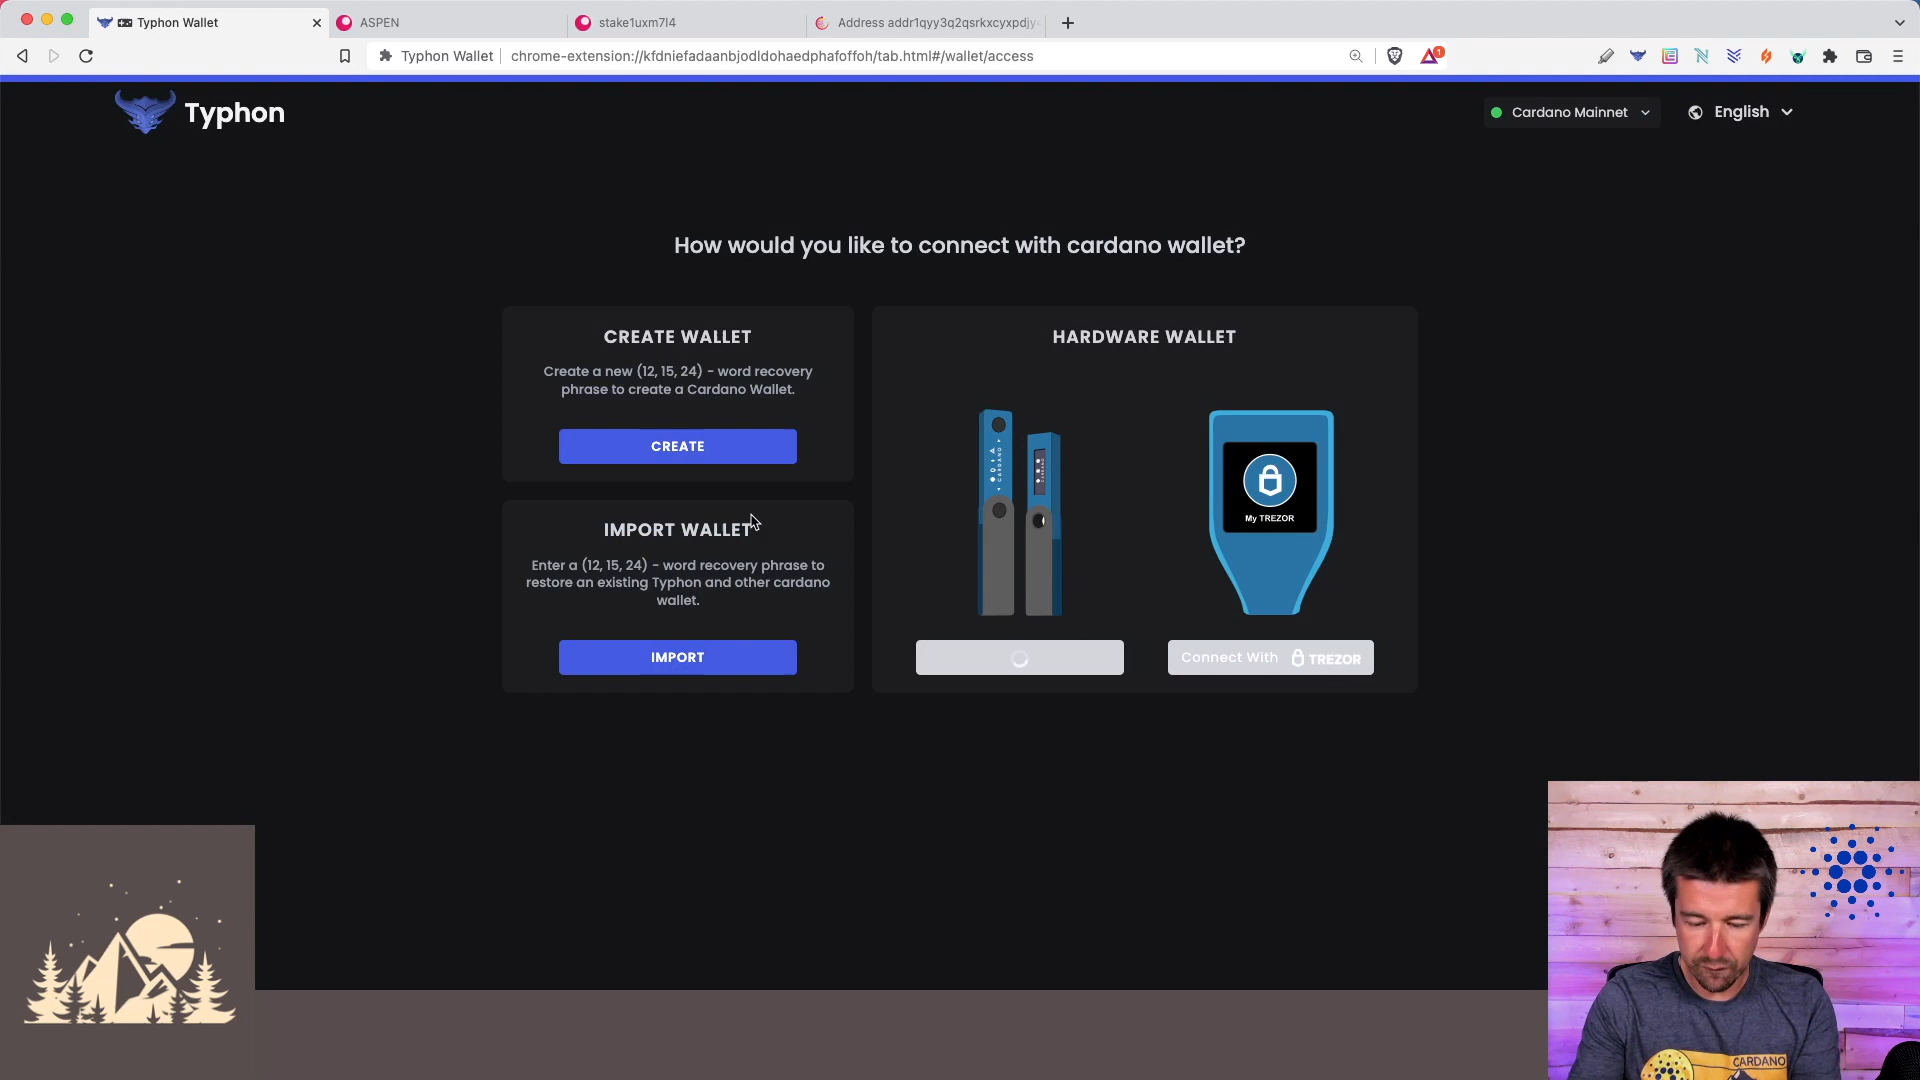 Typhon Wallet
ASPEN
stake1uxm7l4
Address addr1qyy3q2qsrkxcyxpdjy
Typhon Wallet
chrome-extension://kfdniefadaanbjodldohaedphafoffoh/tab.html#/wallet/access
1
Typhon
Cardano Mainnet
English
How would you like to connect with cardano wallet?
CREATE WALLET
Create a new (12, 15, 24) - word recovery
phrase to create a Cardano Wallet.
CREATE
IMPORT WALLET
Enter a (12, 15, 24) - word recovery phrase to
restore an existing Typhon and other cardano
wallet.
IMPORT
HARDWARE WALLET
CARDANO
CARDANO
My TREZOR
Connect With TREZOR
CARDANO